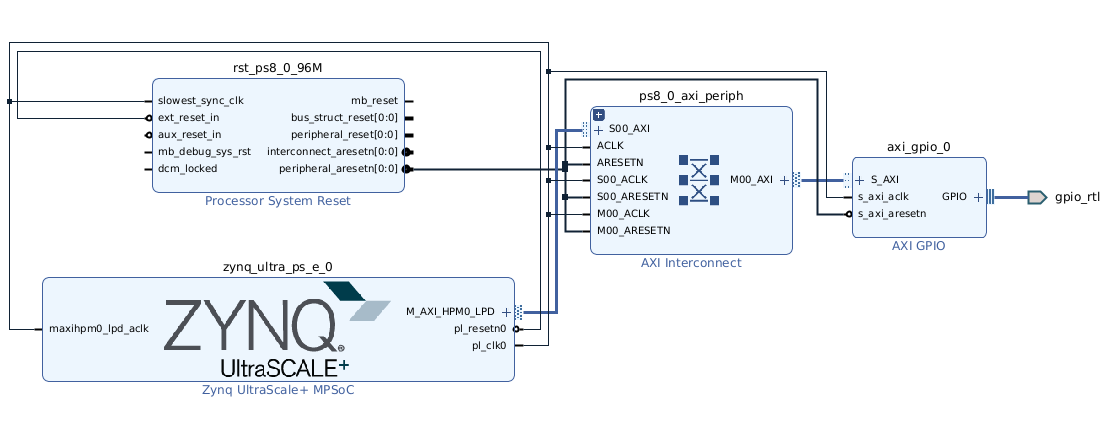 rst_ps8_0_96M
slowest_sync_clk
ext_reset_in
aux_reset_in
mb_debug_sys_rst
dcm_locked
mb_reset
bus_struct_reset[0:0]
peripheral_reset[0:0]
interconnect_aresetn[0:0]
peripheral_aresetn[0:0]
Processor System Reset
ps8_0_axi_periph
S00_AXI
ACLK
ARESETN
S00_ACLK
S00_ARESETN
M00_ACLK
M00_ARESETN
M00_AXI
AXI Interconnect
axi_gpio_0
S_AXI
s_axi_aclk
s_axi_aresetn
GPIO
AXI GPIO
gpio_rtl
zynq_ultra_ps_e_0
maxihpm0_lpd_aclk
ZYNQ®
UltraSCALE+
M_AXI_HPM0_LPD
pl_resetn0
pl_clk0
Zynq UltraScale+ MPSoC